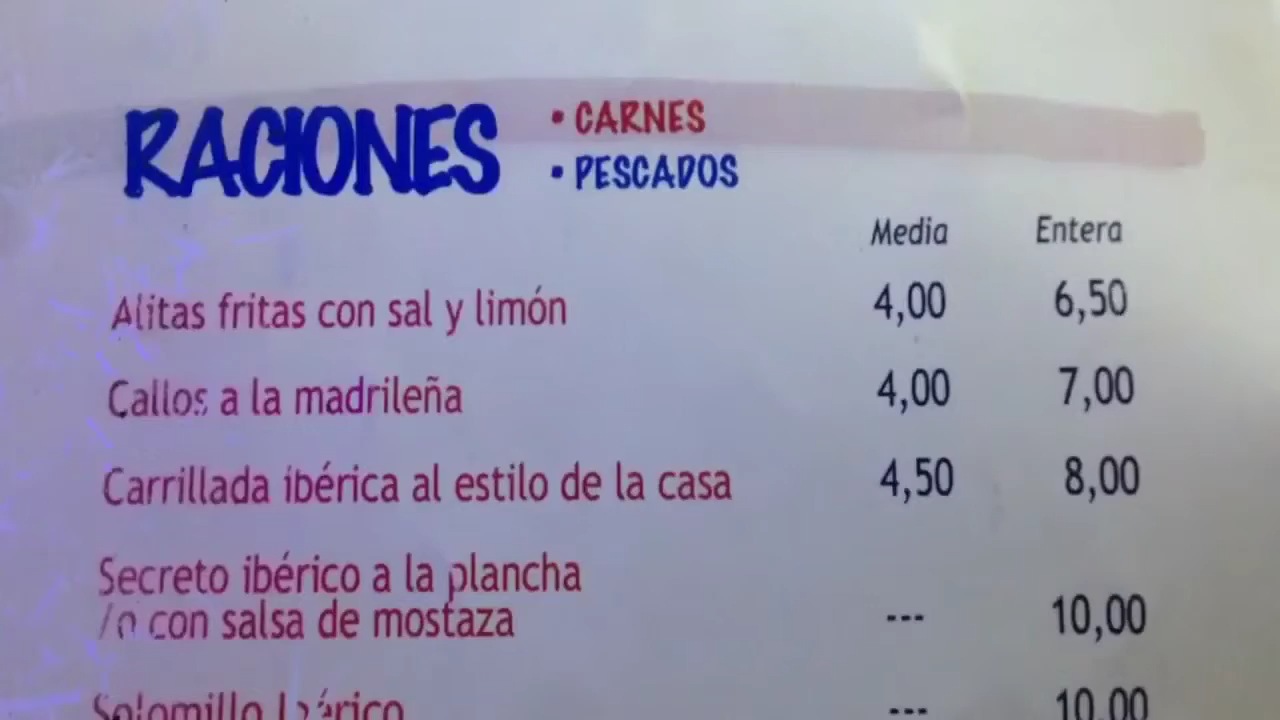 RACIONES
• CARNES
• PESCADOS
Media Entera
Alitas fritas con sal y limón 4,00 6,50
Callos a la madrileña 4,00 7,00
Carrillada ibérica al estilo de la casa 4,50 8,00
Secreto ibérico a la plancha
/o con salsa de mostaza --- 10,00
Solomillo Ibérico --- 10,00